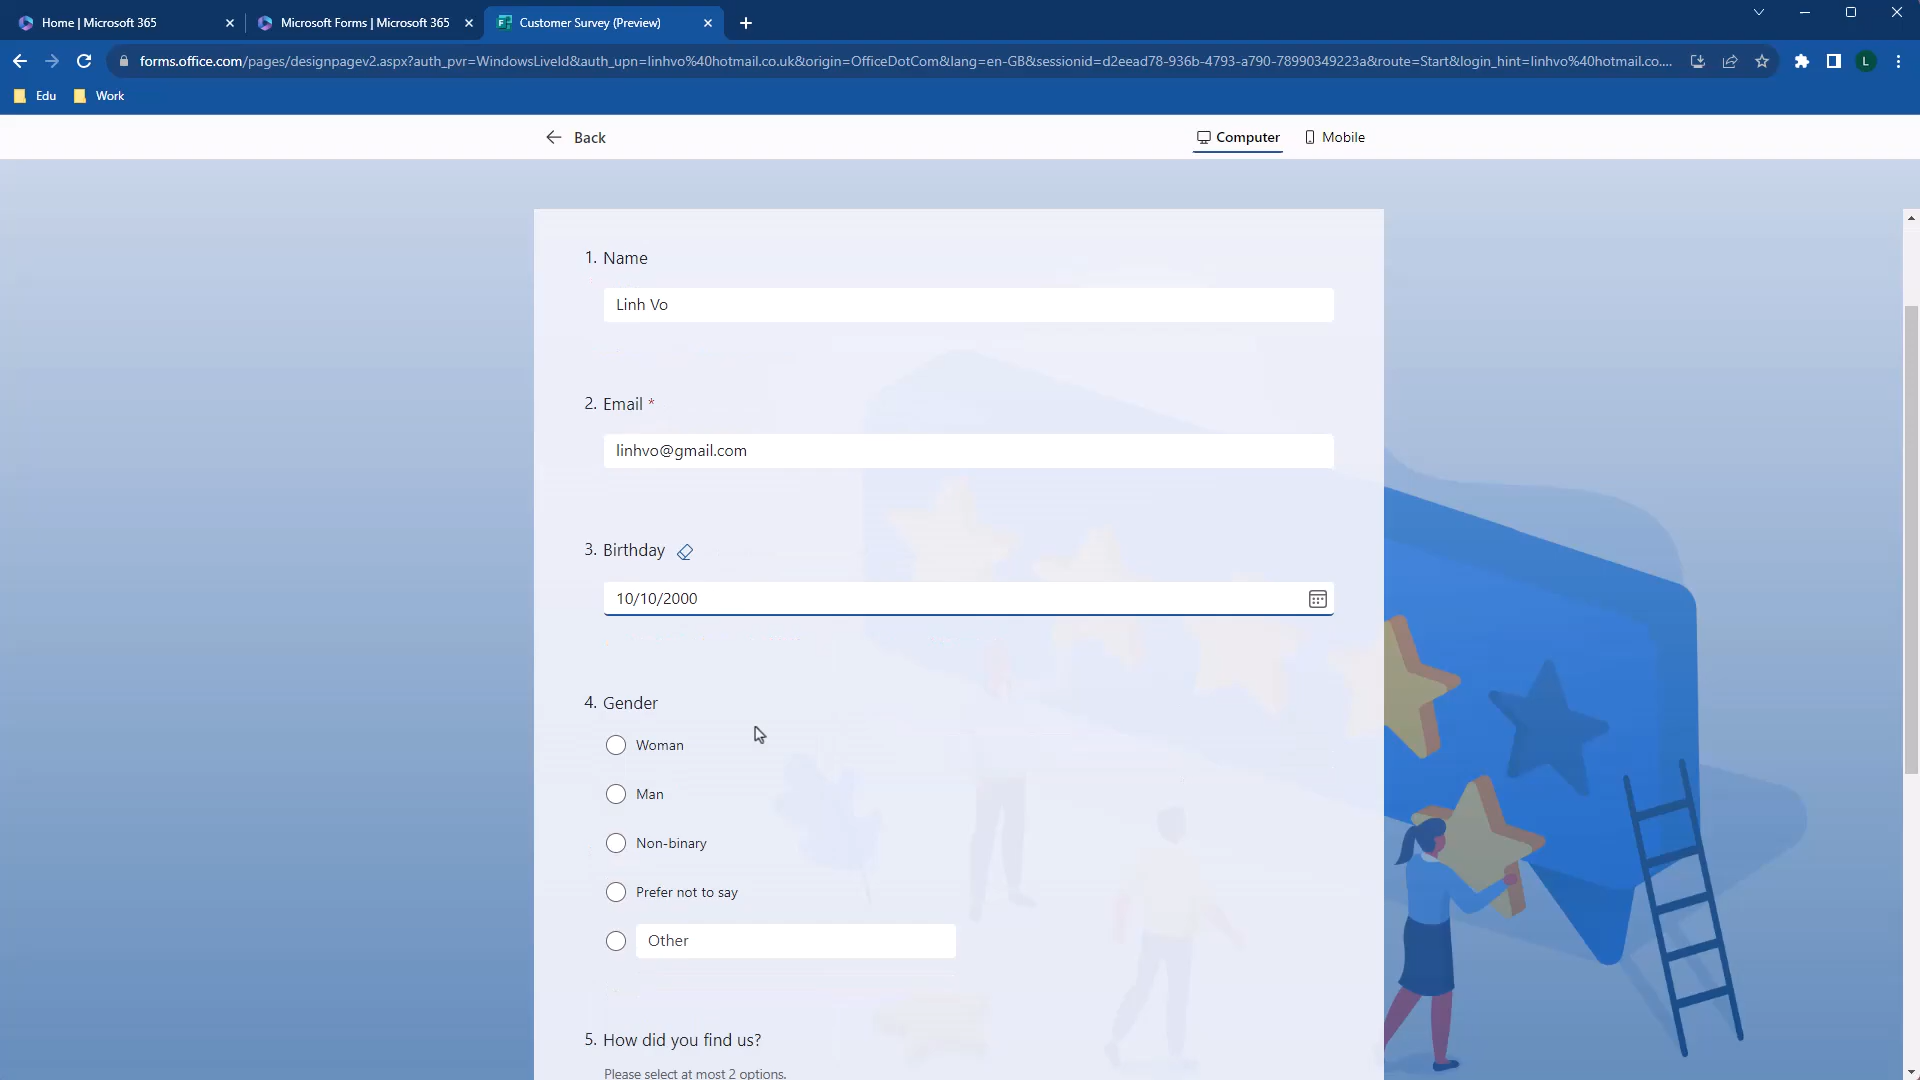 Home | Microsoft 365
Microsoft Forms | Microsoft 365
Customer Survey (Preview)
forms.office.com/pages/designpagev2.aspx?auth_pvr=WindowsLiveId&auth_upn=linhvo%40hotmail.co.uk&origin=OfficeDotCom&lang=en-GB&sessionid=d2eead78-936b-4793-a790-78990349223a&route=Start&login_hint=linhvo%40hotmail.co....
L
Edu
Work
Back
Computer
Mobile
1. Name
Linh Vo
2. Email *
linhvo@gmail.com
3. Birthday
10/10/2000
4. Gender
Woman
Man
Non-binary
Prefer not to say
Other
5. How did you find us?
Please select at most 2 options.